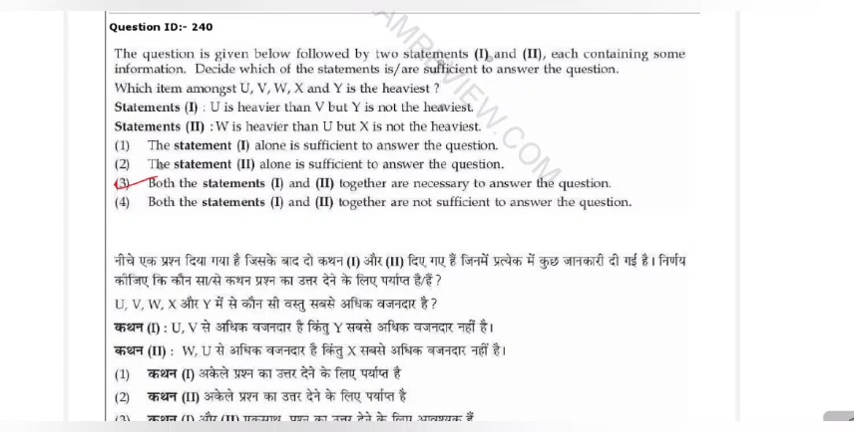 Question ID:- 240
The question is given below followed by two statements (I) and (II), each containing some
information. Decide which of the statements is/are sufficient to answer the question.
Which item amongst U, V, W, X and Y is the heaviest ?
Statements (I) : U is heavier than V but Y is not the heaviest.
Statements (II) : W is heavier than U but X is not the heaviest.
(1) The statement (I) alone is sufficient to answer the question.
(2) The statement (II) alone is sufficient to answer the question.
(3) Both the statements (I) and (II) together are necessary to answer the question.
(4) Both the statements (I) and (II) together are not sufficient to answer the question.
नीचे एक प्रश्न दिया गया है जिसके बाद दो कथन (I) और (II) दिए गए हैं जिनमें प्रत्येक में कुछ जानकारी दी गई है। निर्णय
कीजिए कि कौन सा/से कथन प्रश्न का उत्तर देने के लिए पर्याप्त है/हैं ?
U, V, W, X और Y में से कौन सी वस्तु सबसे अधिक वजनदार है ?
कथन (I) : U, V से अधिक वजनदार है किंतु Y सबसे अधिक वजनदार नहीं है।
कथन (II) : W, U से अधिक वजनदार है किंतु X सबसे अधिक वजनदार नहीं है।
(1) कथन (I) अकेले प्रश्न का उत्तर देने के लिए पर्याप्त है
(2) कथन (II) अकेले प्रश्न का उत्तर देने के लिए पर्याप्त है